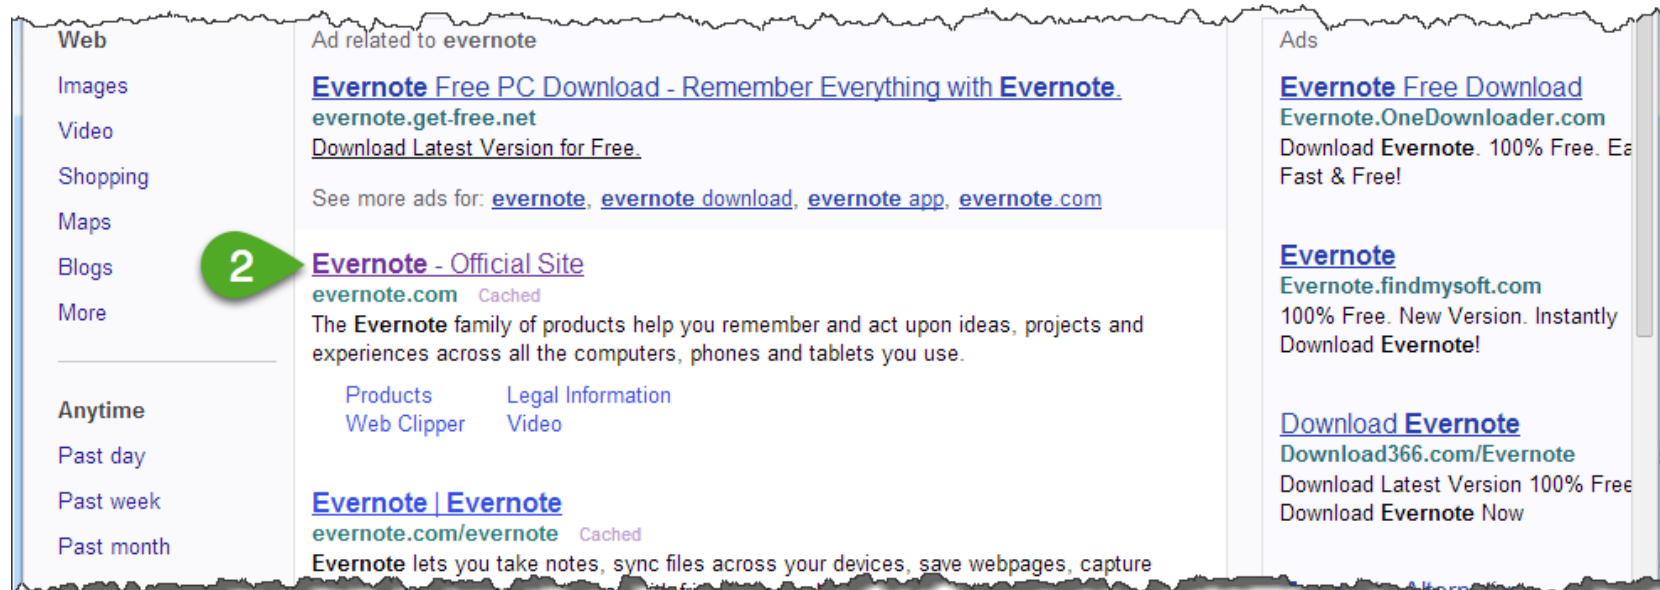 Web
Images
Video
Shopping
Maps
Blogs
More
Anytime
Past day
Past week
Past month
Ad related to evernote
Evernote Free PC Download - Remember Everything with Evernote.
evernote.get-free.net
Download Latest Version for Free.
See more ads for: evernote, evernote download, evernote app, evernote.com
2
Evernote - Official Site
evernote.com Cached
The Evernote family of products help you remember and act upon ideas, projects and
experiences across all the computers, phones and tablets you use.
Products Legal Information
Web Clipper Video
Evernote | Evernote
evernote.com/evernote Cached
Evernote lets you take notes, sync files across your devices, save webpages, capture
Ads
Evernote Free Download
Evernote.OneDownloader.com
Download Evernote. 100% Free. Ea
Fast & Free!
Evernote
Evernote.findmysoft.com
100% Free. New Version. Instantly
Download Evernote!
Download Evernote
Download366.com/Evernote
Download Latest Version 100% Free
Download Evernote Now